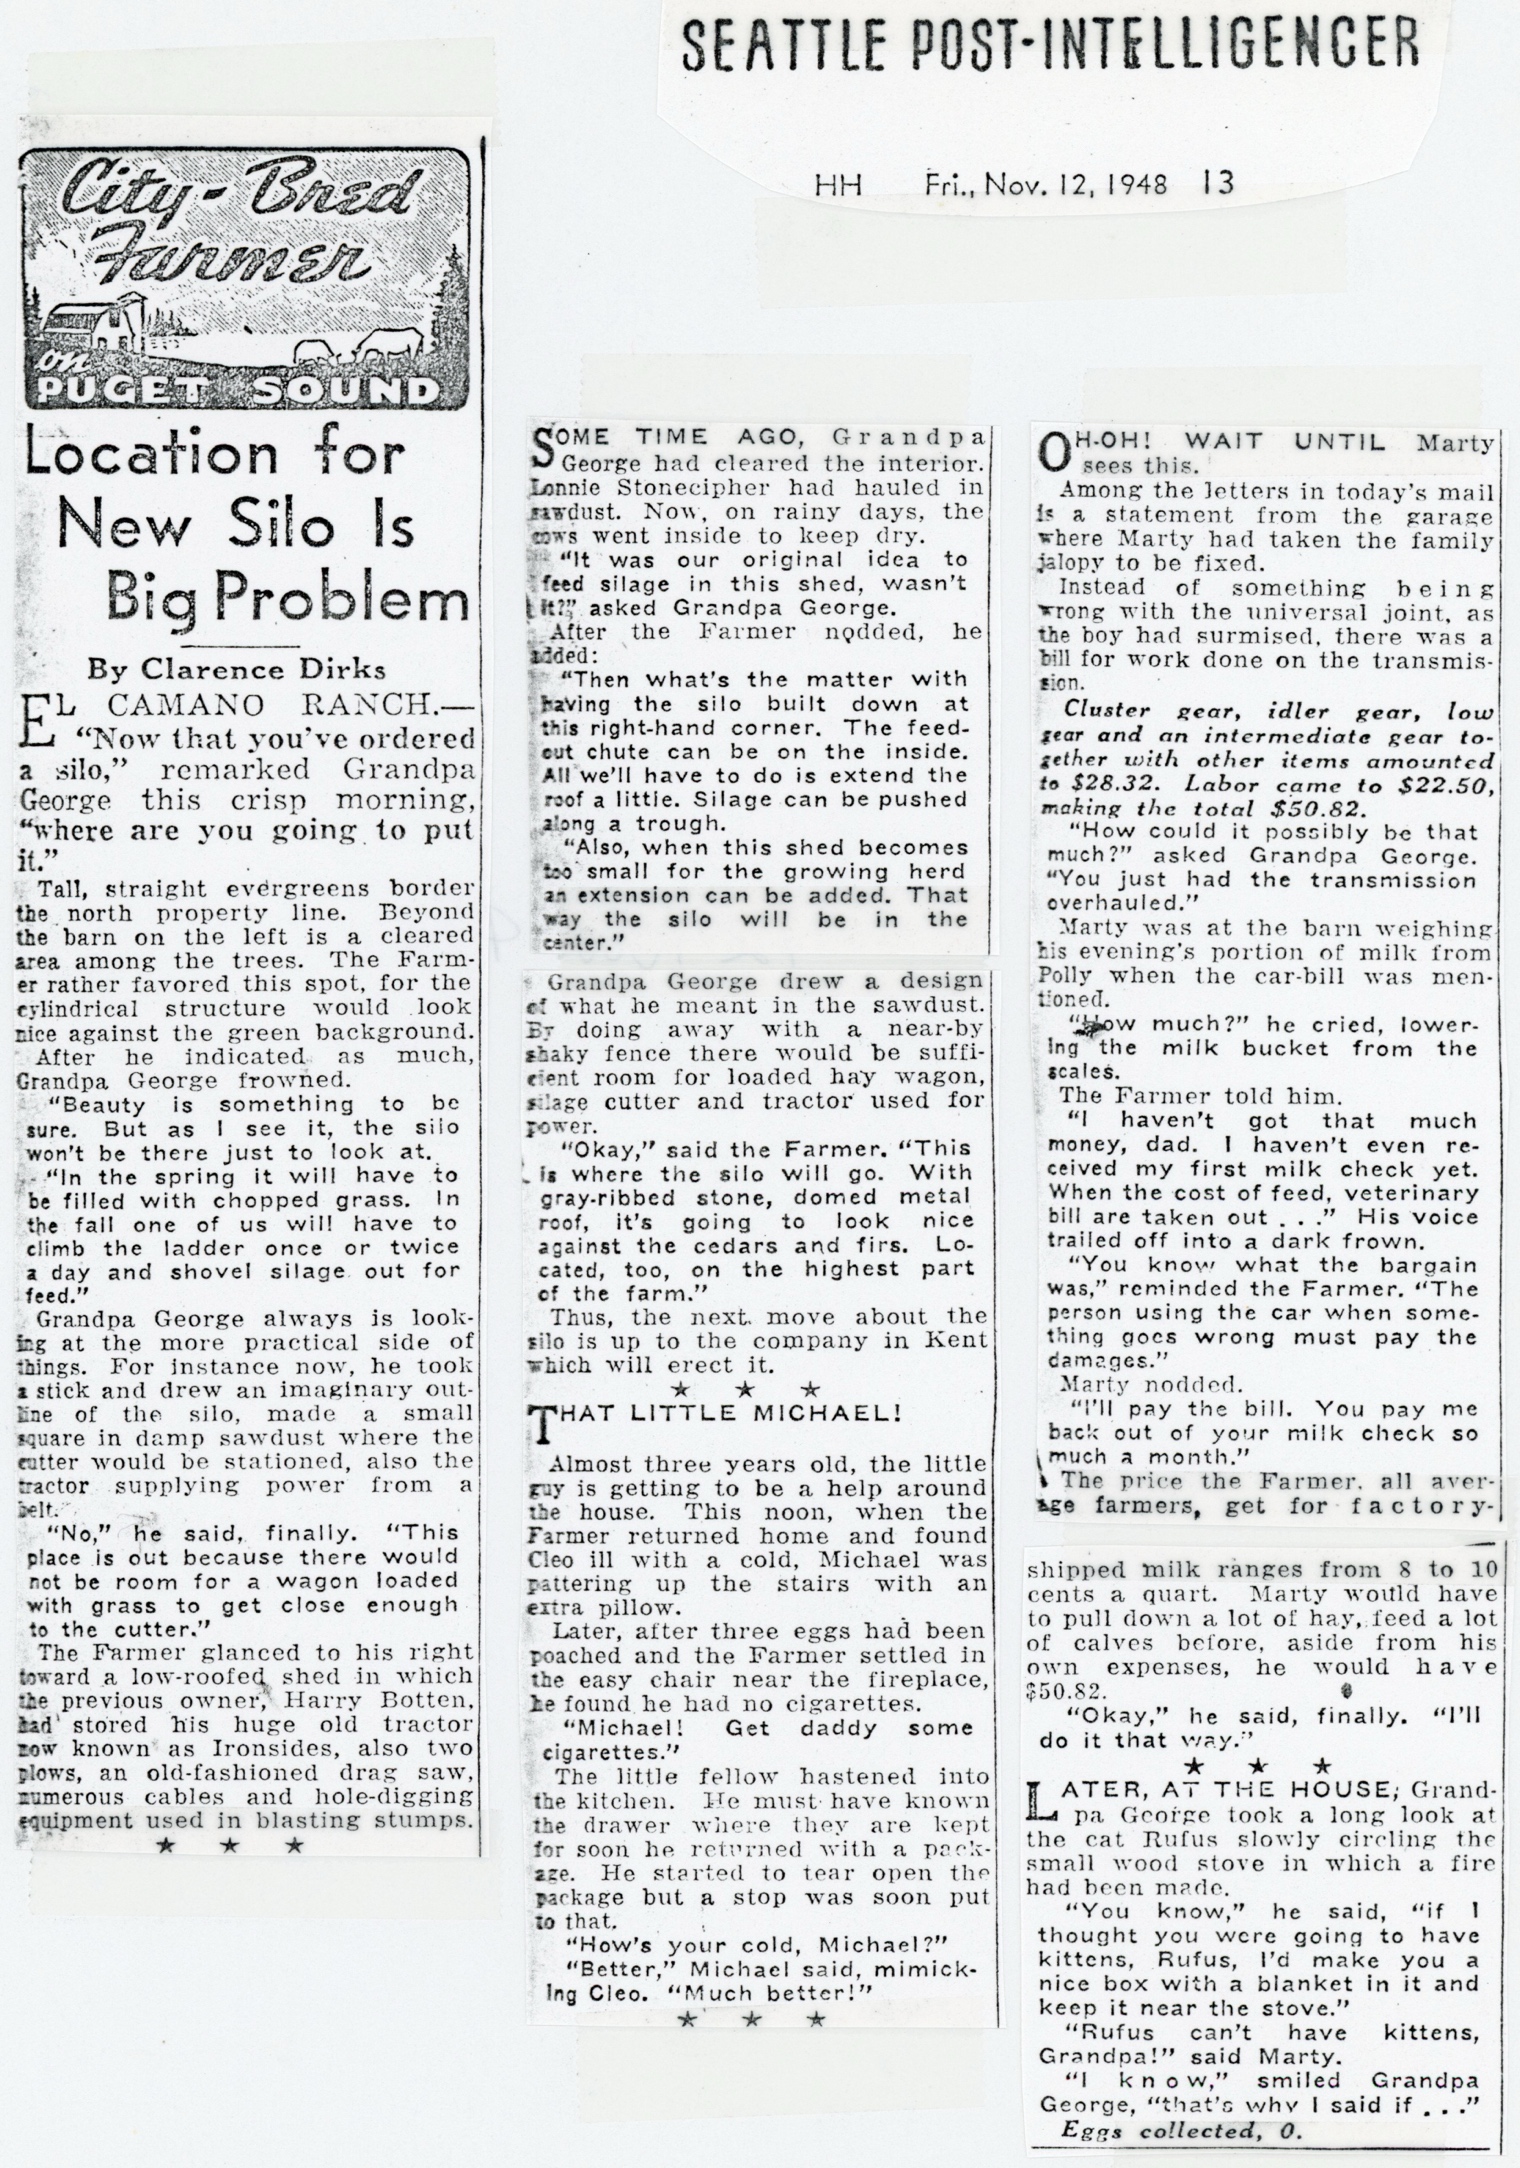 SEATTLE POST-INTELLIGENCER
HH Fri., Nov. 12, 1948 13
City-Bred
Farmer
on
PUGET SOUND
Location for
New Silo Is
Big Problem
By Clarence Dirks
EL CAMANO RANCH.—
"Now that you've ordered
a silo," remarked Grandpa
George this crisp morning,
"where are you going to put
it."
Tall, straight evergreens border
the north property line. Beyond
the barn on the left is a cleared
area among the trees. The Farm-
er rather favored this spot, for the
cylindrical structure would look
nice against the green background.
After he indicated as much,
Grandpa George frowned.
"Beauty is something to be
sure. But as I see it, the silo
won't be there just to look at.
"In the spring it will have to
be filled with chopped grass. In
the fall one of us will have to
climb the ladder once or twice
a day and shovel silage out for
feed."
Grandpa George always is look-
ing at the more practical side of
things. For instance now, he took
a stick and drew an imaginary out-
line of the silo, made a small
square in damp sawdust where the
cutter would be stationed, also the
tractor supplying power from a
belt.
"No," he said, finally. "This
place is out because there would
not be room for a wagon loaded
with grass to get close enough
to the cutter."
The Farmer glanced to his right
toward a low-roofed shed in which
the previous owner, Harry Botten,
had stored his huge old tractor
now known as Ironsides, also two
plows, an old-fashioned drag saw,
numerous cables and hole-digging
equipment used in blasting stumps.
★ ★ ★
SOME TIME AGO, Grandpa
George had cleared the interior.
Lonnie Stonecipher had hauled in
sawdust. Now, on rainy days, the
cows went inside to keep dry.
"It was our original idea to
feed silage in this shed, wasn't
it?" asked Grandpa George.
After the Farmer nodded, he
added:
"Then what's the matter with
having the silo built down at
this right-hand corner. The feed-
out chute can be on the inside.
All we'll have to do is extend the
roof a little. Silage can be pushed
along a trough.
"Also, when this shed becomes
too small for the growing herd
an extension can be added. That
way the silo will be in the
center."
Grandpa George drew a design
of what he meant in the sawdust.
By doing away with a near-by
shaky fence there would be suffi-
cient room for loaded hay wagon,
silage cutter and tractor used for
power.
"Okay," said the Farmer. "This
is where the silo will go. With
gray-ribbed stone, domed metal
roof, it's going to look nice
against the cedars and firs. Lo-
cated, too, on the highest part
of the farm."
Thus, the next move about the
silo is up to the company in Kent
which will erect it.
★ ★ ★
THAT LITTLE MICHAEL!
Almost three years old, the little
guy is getting to be a help around
the house. This noon, when the
Farmer returned home and found
Cleo ill with a cold, Michael was
pattering up the stairs with an
extra pillow.
Later, after three eggs had been
poached and the Farmer settled in
the easy chair near the fireplace,
he found he had no cigarettes.
"Michael! Get daddy some
cigarettes."
The little fellow hastened into
the kitchen. He must have known
the drawer where they are kept
for soon he returned with a pack-
age. He started to tear open the
package but a stop was soon put
to that.
"How's your cold, Michael?"
"Better," Michael said, mimick-
ing Cleo. "Much better!"
★ ★ ★
OH-OH! WAIT UNTIL Marty
sees this.
Among the letters in today's mail
is a statement from the garage
where Marty had taken the family
jalopy to be fixed.
Instead of something being
wrong with the universal joint, as
the boy had surmised, there was a
bill for work done on the transmis-
sion.
Cluster gear, idler gear, low
gear and an intermediate gear to-
gether with other items amounted
to $28.32. Labor came to $22.50,
making the total $50.82.
"How could it possibly be that
much?" asked Grandpa George.
"You just had the transmission
overhauled."
Marty was at the barn weighing
his evening's portion of milk from
Polly when the car-bill was men-
tioned.
"How much?" he cried, lower-
ing the milk bucket from the
scales.
The Farmer told him.
"I haven't got that much
money, dad. I haven't even re-
ceived my first milk check yet.
When the cost of feed, veterinary
bill are taken out . . ." His voice
trailed off into a dark frown.
"You know what the bargain
was," reminded the Farmer. "The
person using the car when some-
thing goes wrong must pay the
damages."
Marty nodded.
"I'll pay the bill. You pay me
back out of your milk check so
much a month."
The price the Farmer, all aver-
age farmers, get for factory-
shipped milk ranges from 8 to 10
cents a quart. Marty would have
to pull down a lot of hay, feed a lot
of calves before, aside from his
own expenses, he would have
$50.82.
"Okay," he said, finally. "I'll
do it that way."
★ ★ ★
LATER, AT THE HOUSE, Grand-
pa George took a long look at
the cat Rufus slowly circling the
small wood stove in which a fire
had been made.
"You know," he said, "if I
thought you were going to have
kittens, Rufus, I'd make you a
nice box with a blanket in it and
keep it near the stove."
"Rufus can't have kittens,
Grandpa!" said Marty.
"I know," smiled Grandpa
George, "that's why I said if . . ."
Eggs collected, 0.